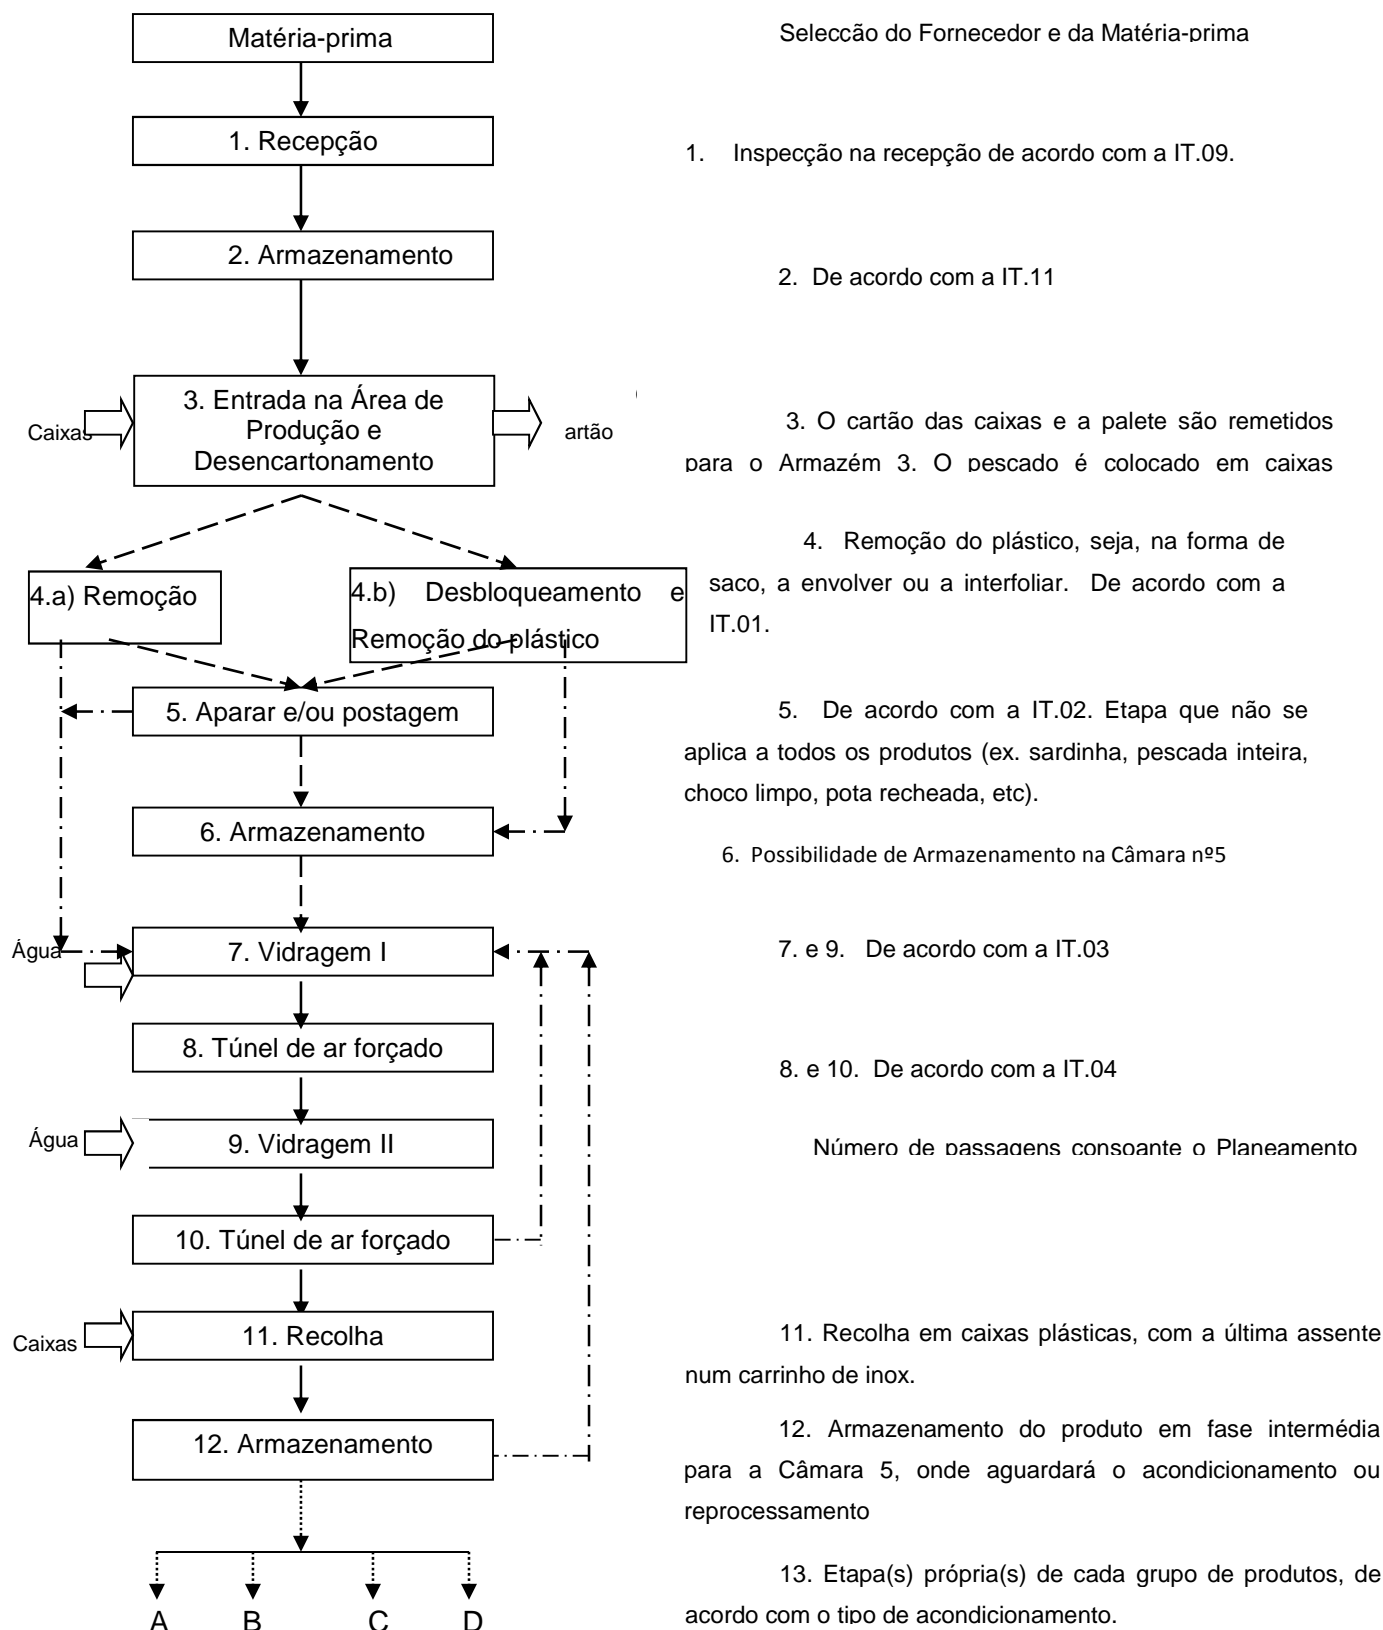 Matéria-prima
Selecção do Fornecedor e da Matéria-prima
1. Recepção
1. Inspecção na recepção de acordo com a IT.09.
2. Armazenamento
2. De acordo com a IT.11
Caixas
3. Entrada na Área de
Produção e
Desencartonamento
artão
3. O cartão das caixas e a palete são remetidos
para o Armazém 3. O pescado é colocado em caixas
4.a) Remoção
4.b) Desbloqueamento e
Remoção do plástico
4. Remoção do plástico, seja, na forma de
saco, a envolver ou a interfoliar. De acordo com a
IT.01.
5. Aparar e/ou postagem
5. De acordo com a IT.02. Etapa que não se
aplica a todos os produtos (ex. sardinha, pescada inteira,
choco limpo, pota recheada, etc).
6. Armazenamento
6. Possibilidade de Armazenamento na Câmara nº5
Água
7. Vidragem I
7. e 9. De acordo com a IT.03
8. Túnel de ar forçado
8. e 10. De acordo com a IT.04
Água
9. Vidragem II
Número de passagens consoante o Planeamento
10. Túnel de ar forçado
Caixas
11. Recolha
11. Recolha em caixas plásticas, com a última assente
num carrinho de inox.
12. Armazenamento
12. Armazenamento do produto em fase intermédia
para a Câmara 5, onde aguardará o acondicionamento ou
reprocessamento
13. Etapa(s) própria(s) de cada grupo de produtos, de
acordo com o tipo de acondicionamento.
A B C D